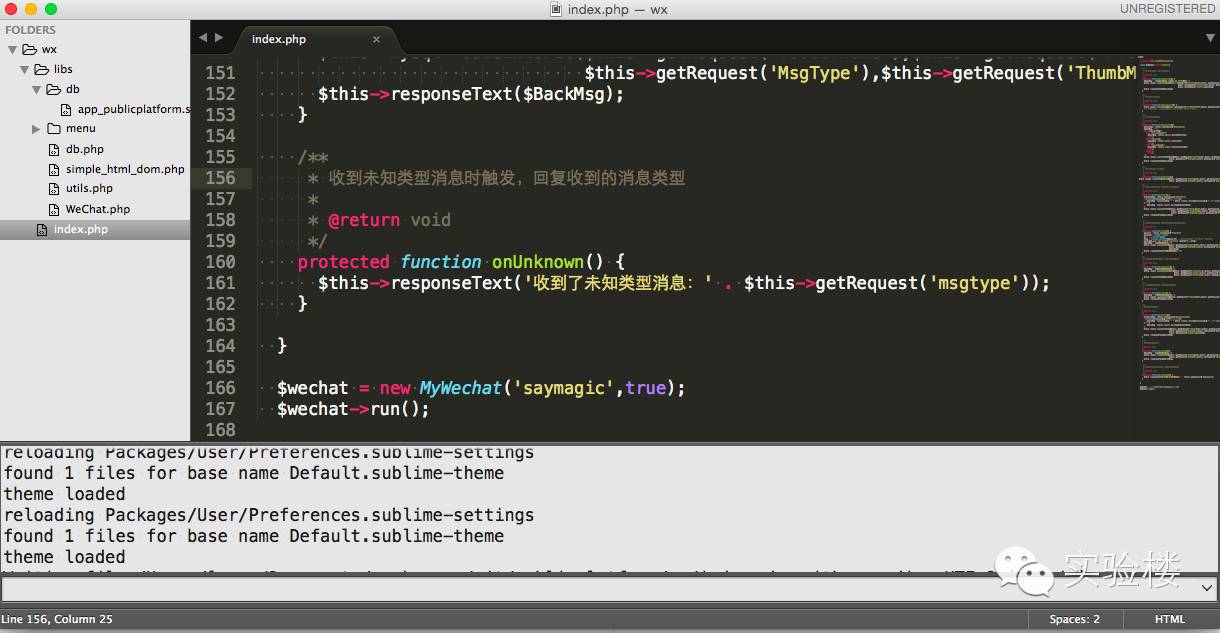 index.php — wx
UNREGISTERED
FOLDERS
wx
libs
db
app_publicplatform.s
menu
db.php
simple_html_dom.php
utils.php
WeChat.php
index.php
index.php ×
151 $this->getRequest('MsgType'),$this->getRequest('ThumbM
152 $this->responseText($BackMsg);
153 }
154
155 /**
156 * 收到未知类型消息时触发，回复收到的消息类型
157 *
158 * @return void
159 */
160 protected function onUnknown() {
161 $this->responseText('收到了未知类型消息：' . $this->getRequest('msgtype'));
162 }
163
164 }
165
166 $wechat = new MyWechat('saymagic',true);
167 $wechat->run();
168
reloading Packages/User/Preferences.sublime-settings
found 1 files for base name Default.sublime-theme
theme loaded
reloading Packages/User/Preferences.sublime-settings
found 1 files for base name Default.sublime-theme
theme loaded
实验楼
Line 156, Column 25
Spaces: 2
HTML